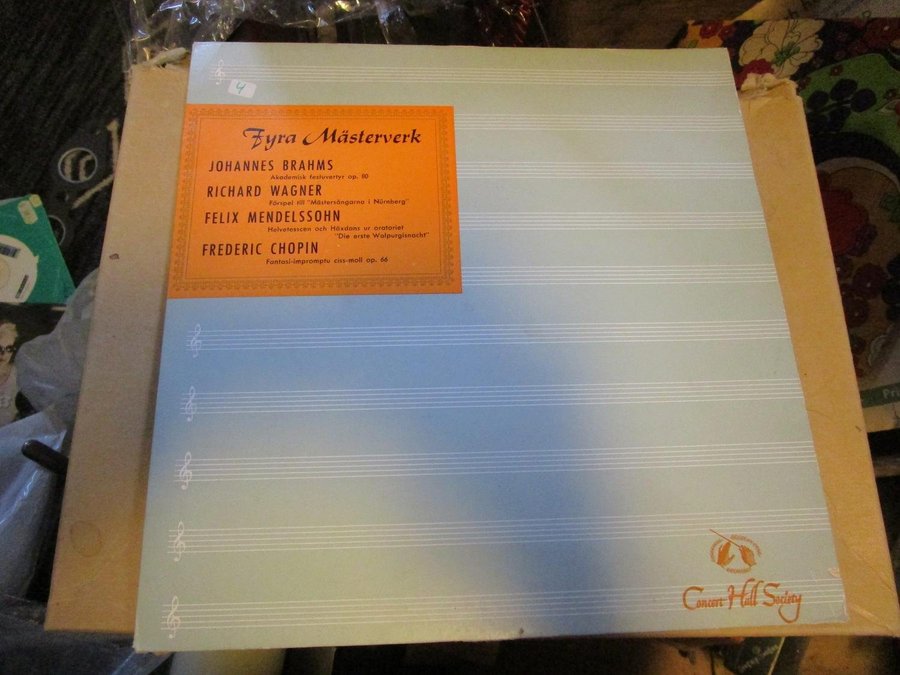 4
Fyra Mästerverk
JOHANNES BRAHMS
Akademisk festuvertyr op. 80
RICHARD WAGNER
Förspel till "Mästersångarna i Nürnberg"
FELIX MENDELSSOHN
Helvetesscen och Häxdans ur oratoriet
"Die erste Walpurgisnacht"
FREDERIC CHOPIN
Fantasi-impromptu ciss-moll op. 66
Concert Hall Society